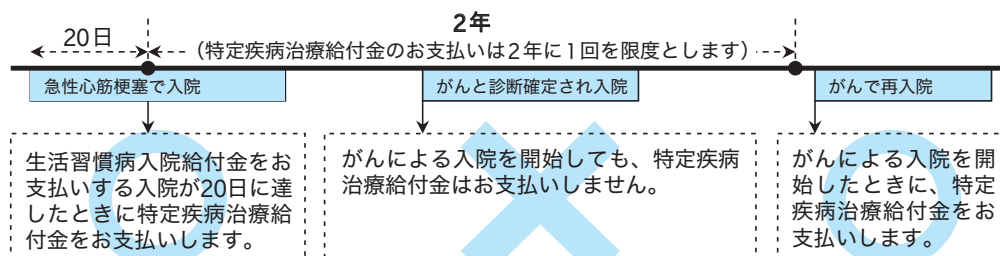 20日
2年
（特定疾病治療給付金のお支払いは2年に1回を限度とします）
急性心筋梗塞で入院
がんと診断確定され入院
がんで再入院
生活習慣病入院給付金をお
支払いする入院が20日に達
したときに特定疾病治療給
付金をお支払いします。
がんによる入院を開始しても、特定疾病
治療給付金はお支払いしません。
がんによる入院を開
始したときに、特定
疾病治療給付金をお
支払いします。